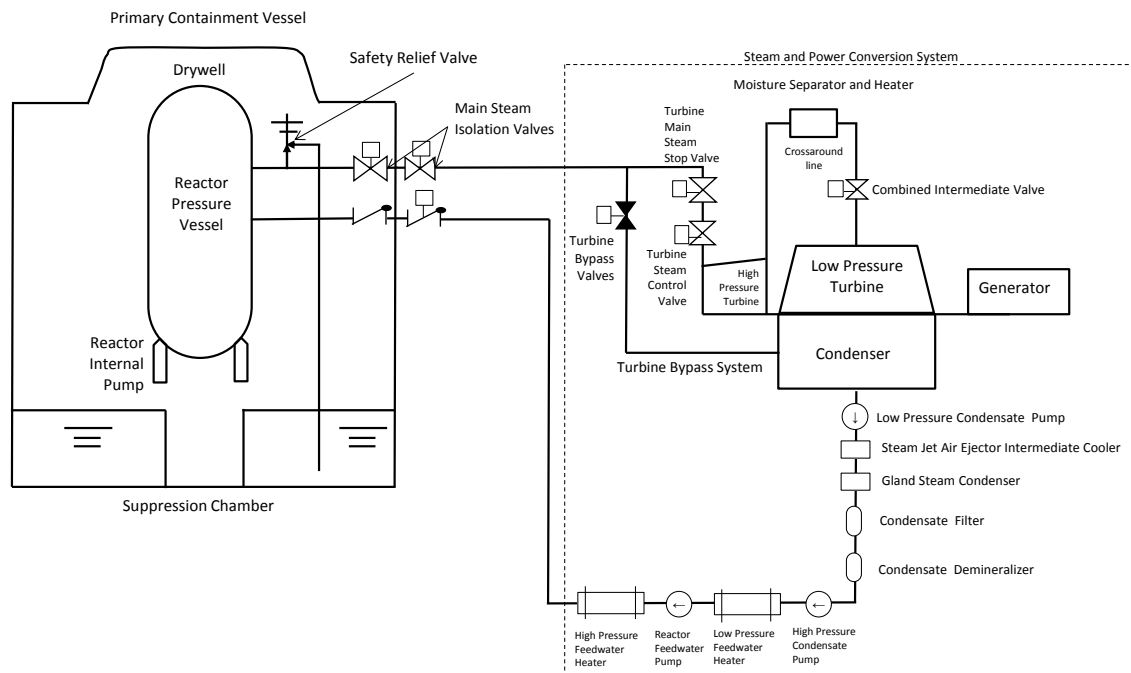 Primary Containment Vessel
Drywell
Safety Relief Valve
Main Steam
Isolation Valves
Reactor
Pressure
Vessel
Reactor
Internal
Pump
Suppression Chamber
Steam and Power Conversion System
Moisture Separator and Heater
Turbine
Main
Steam
Stop Valve
Crossaround
line
Combined Intermediate Valve
Turbine
Bypass
Valves
Turbine
Steam
Control
Valve
High
Pressure
Turbine
Low Pressure
Turbine
Generator
Turbine Bypass System
Condenser
Low Pressure Condensate Pump
Steam Jet Air Ejector Intermediate Cooler
Gland Steam Condenser
Condensate Filter
Condensate Demineralizer
High Pressure
Feedwater
Heater
Reactor
Feedwater
Pump
Low Pressure
Feedwater
Heater
High Pressure
Condensate
Pump